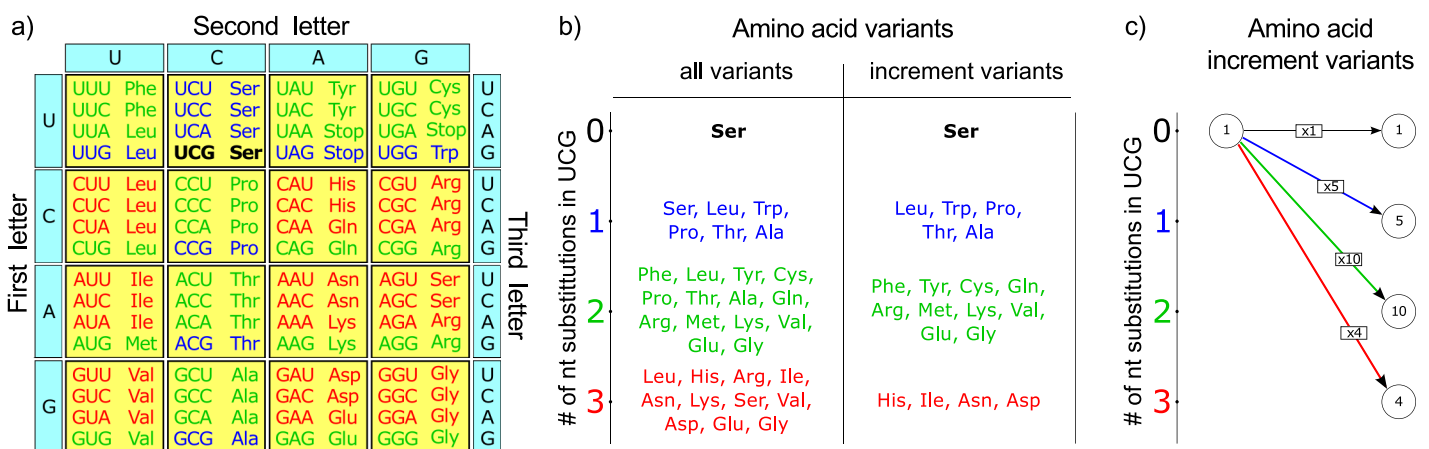 a)
Second letter
U C A G
First letter
Third letter
U
UUU Phe UCU Ser UAU Tyr UGU Cys U
UUC Phe UCC Ser UAC Tyr UGC Cys C
UUA Leu UCA Ser UAA Stop UGA Stop A
UUG Leu UCG Ser UAG Stop UGG Trp G
C
CUU Leu CCU Pro CAU His CGU Arg U
CUC Leu CCC Pro CAC His CGC Arg C
CUA Leu CCA Pro CAA Gln CGA Arg A
CUG Leu CCG Pro CAG Gln CGG Arg G
A
AUU Ile ACU Thr AAU Asn AGU Ser U
AUC Ile ACC Thr AAC Asn AGC Ser C
AUA Ile ACA Thr AAA Lys AGA Arg A
AUG Met ACG Thr AAG Lys AGG Arg G
G
GUU Val GCU Ala GAU Asp GGU Gly U
GUC Val GCC Ala GAC Asp GGC Gly C
GUA Val GCA Ala GAA Glu GGA Gly A
GUG Val GCG Ala GAG Glu GGG Gly G
b)
Amino acid variants
all variants increment variants
# of nt substittutions in UCG
0 Ser Ser
1
Ser, Leu, Trp,
Pro, Thr, Ala
Leu, Trp, Pro,
Thr, Ala
2
Phe, Leu, Tyr, Cys,
Pro, Thr, Ala, Gln,
Arg, Met, Lys, Val,
Glu, Gly
Phe, Tyr, Cys, Gln,
Arg, Met, Lys, Val,
Glu, Gly
3
Leu, His, Arg, Ile,
Asn, Lys, Ser, Val,
Asp, Glu, Gly
His, Ile, Asn, Asp
c)
Amino acid
increment variants
# of nt substitutions in UCG
0 1 x1 1
1 x5 5
2 x10 10
3 x4 4